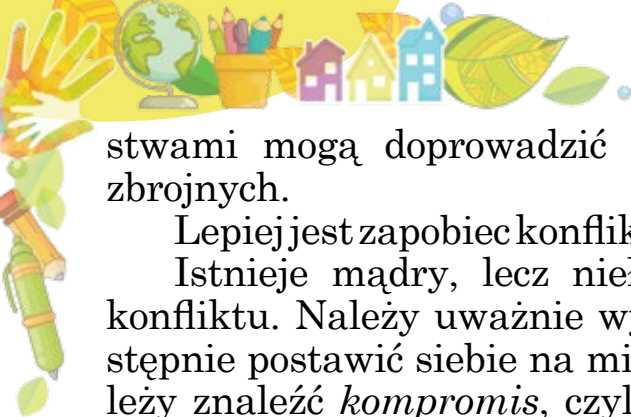 stwami mogą doprowadzić
zbrojnych.
Lepiej jest zapobiec
Istnieje mądry, lecz
konfliktu. Należy uważnie
stępnie postawić siebie na
leży znaleźć kompromis, czyl